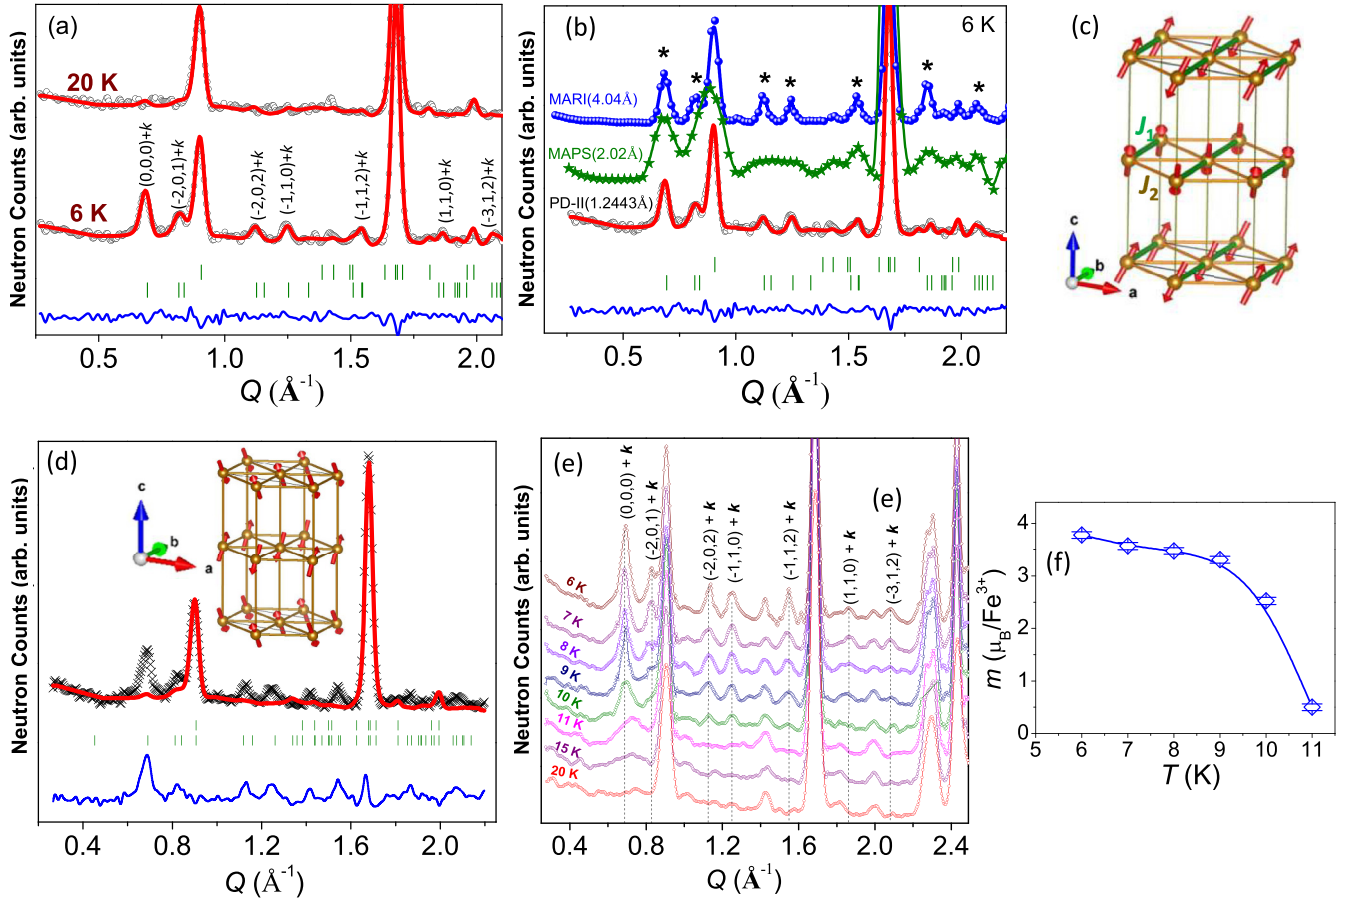 (a)
20 K
6 K
(0,0,0)+k
(-2,0,1)+k
(-2,0,2)+k
(-1,1,0)+k
(-1,1,2)+k
(1,1,0)+k
(-3,1,2)+k
Neutron Counts (arb. units)
0.5 1.0 1.5 2.0
Q (Å⁻¹)
(b)
6 K
* * * * * * *
MARI(4.04Å)
MAPS(2.02Å)
PD-II(1.2443Å)
Neutron Counts (arb. units)
0.5 1.0 1.5 2.0
Q (Å⁻¹)
(c)
J₁
J₂
c
b
a
(d)
c
b
a
Neutron Counts (arb. units)
0.4 0.8 1.2 1.6 2.0
Q (Å⁻¹)
(e)
(e)
(0,0,0) + k
(-2,0,1) + k
(-2,0,2) + k
(-1,1,0) + k
(-1,1,2) + k
(1,1,0) + k
(-3,1,2) + k
6 K
7 K
8 K
9 K
10 K
11 K
15 K
20 K
Neutron Counts (arb. units)
0.4 0.8 1.2 1.6 2.0 2.4
Q (Å⁻¹)
(f)
m (μ_B/Fe³⁺)
4
3
2
1
0
5 6 7 8 9 10 11
T (K)